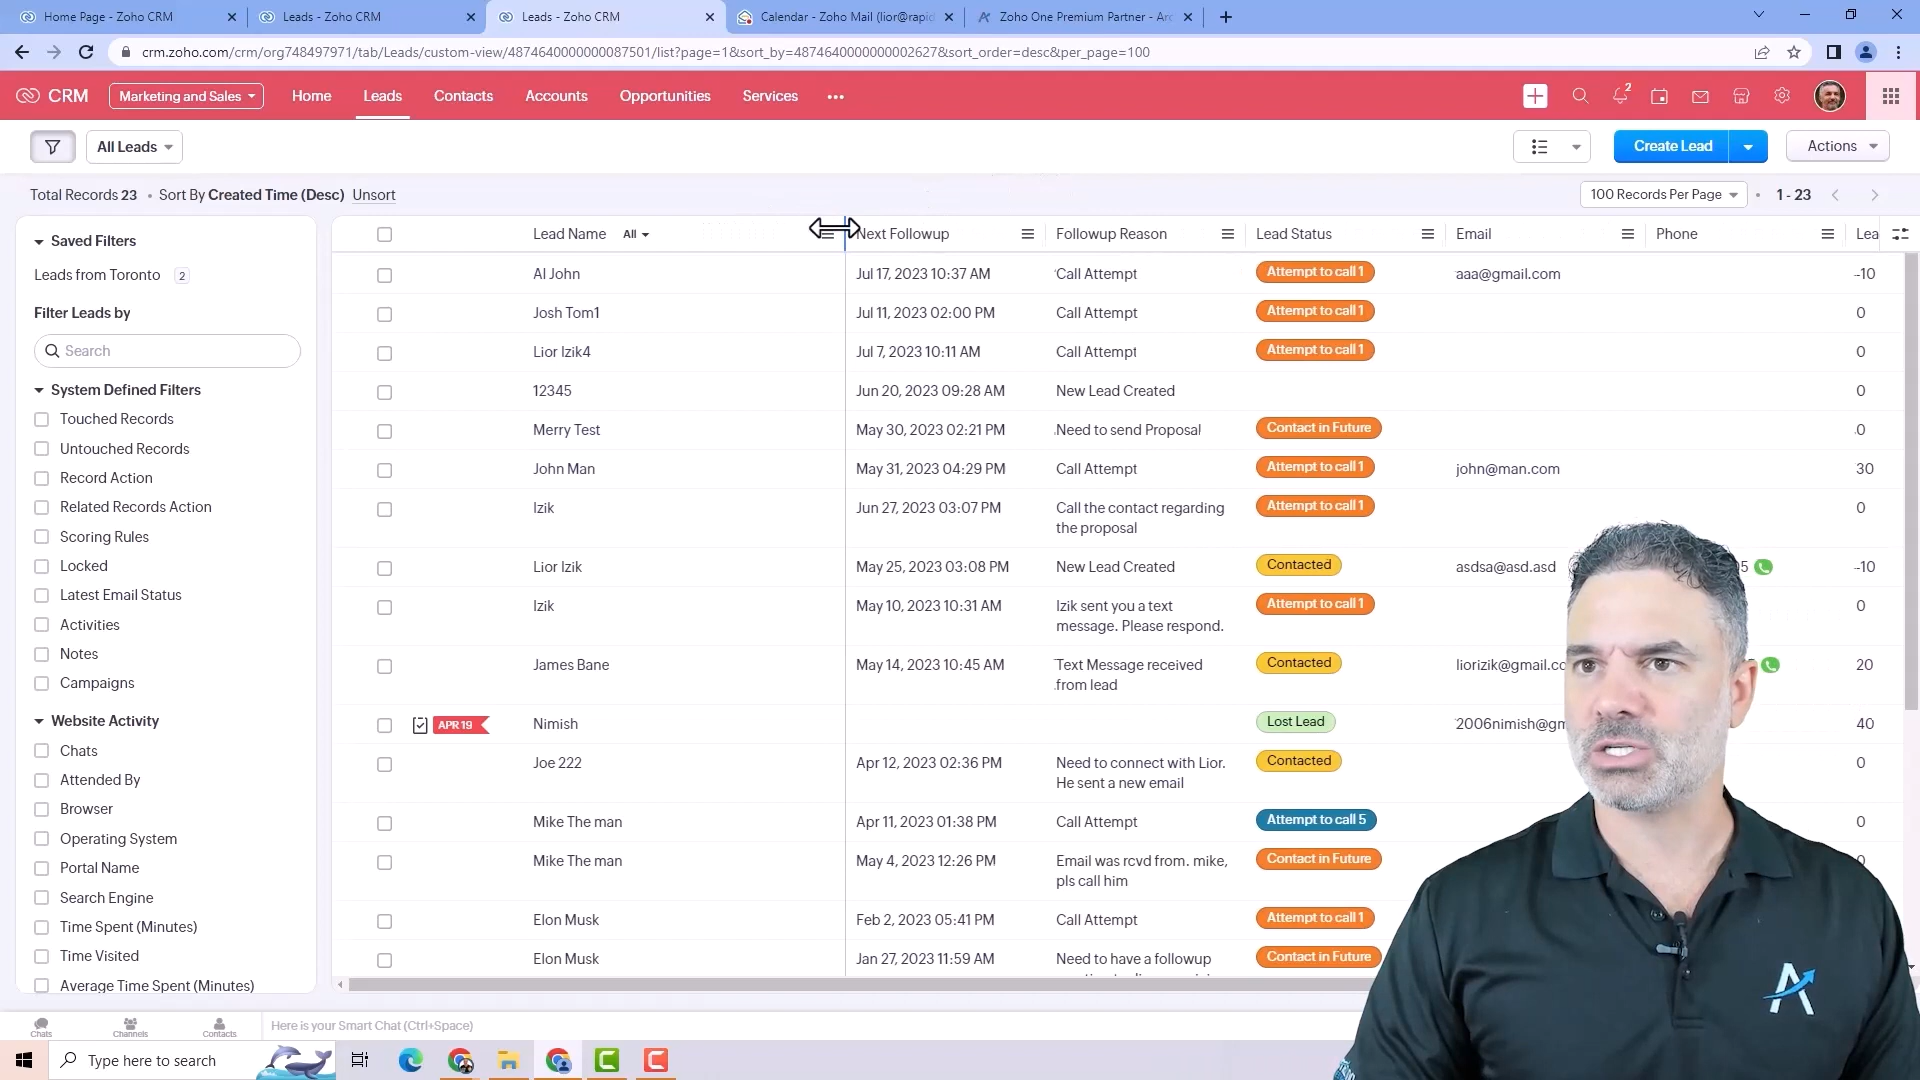 Home Page - Zoho CRM
Leads - Zoho CRM
Leads - Zoho CRM
Calendar - Zoho Mail (lior@rapid
Zoho One Premium Partner - Arc
crm.zoho.com/crm/org748497971/tab/Leads/custom-view/4874640000000087501/list?page=1&sort_by=4874640000000002627&sort_order=desc&per_page=100
CRM Marketing and Sales Home Leads Contacts Accounts Opportunities Services 2
All Leads Create Lead Actions
Total Records 23 • Sort By Created Time (Desc) Unsort 100 Records Per Page • 1 - 23
Saved Filters
Leads from Toronto 2
Filter Leads by
Search
System Defined Filters
Touched Records
Untouched Records
Record Action
Related Records Action
Scoring Rules
Locked
Latest Email Status
Activities
Notes
Campaigns
Website Activity
Chats
Attended By
Browser
Operating System
Portal Name
Search Engine
Time Spent (Minutes)
Time Visited
Average Time Spent (Minutes)
Lead Name All Next Followup Followup Reason Lead Status Email Phone Lea
Al John Jul 17, 2023 10:37 AM Call Attempt Attempt to call 1 aaa@gmail.com -10
Josh Tom1 Jul 11, 2023 02:00 PM Call Attempt Attempt to call 1 0
Lior Izik4 Jul 7, 2023 10:11 AM Call Attempt Attempt to call 1 0
12345 Jun 20, 2023 09:28 AM New Lead Created 0
Merry Test May 30, 2023 02:21 PM Need to send Proposal Contact in Future 0
John Man May 31, 2023 04:29 PM Call Attempt Attempt to call 1 john@man.com 30
Izik Jun 27, 2023 03:07 PM Call the contact regarding Attempt to call 1 0
the proposal
Lior Izik May 25, 2023 03:08 PM New Lead Created Contacted asdsa@asd.asd 5 -10
Izik May 10, 2023 10:31 AM Izik sent you a text Attempt to call 1 0
message. Please respond.
James Bane May 14, 2023 10:45 AM Text Message received Contacted liorizik@gmail.co 20
from lead
APR 19 Nimish Lost Lead 2006nimish@gm 40
Joe 222 Apr 12, 2023 02:36 PM Need to connect with Lior. Contacted 0
He sent a new email
Mike The man Apr 11, 2023 01:38 PM Call Attempt Attempt to call 5 0
Mike The man May 4, 2023 12:26 PM Email was rcvd from. mike, Contact in Future 0
pls call him
Elon Musk Feb 2, 2023 05:41 PM Call Attempt Attempt to call 1
Elon Musk Jan 27, 2023 11:59 AM Need to have a followup Contact in Future
Chats Channels Contacts Here is your Smart Chat (Ctrl+Space)
Type here to search